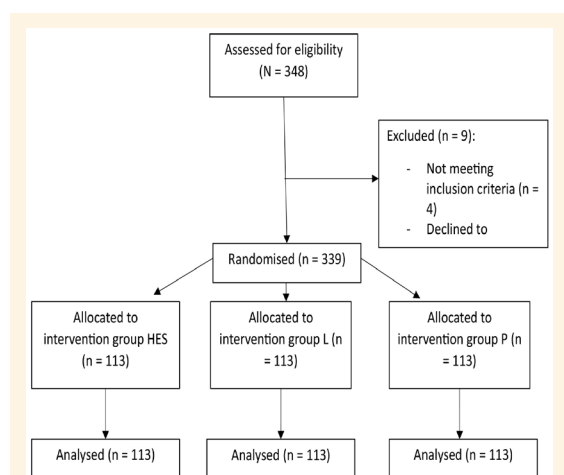 Assessed for eligibility
(N = 348)
Excluded (n = 9):
- Not meeting
inclusion criteria (n =
4)
- Declined to
Randomised (n = 339)
Allocated to
intervention group HES
(n = 113)
Allocated to
intervention group L (n
= 113)
Allocated to
intervention group P (n
= 113)
Analysed (n = 113)
Analysed (n = 113)
Analysed (n = 113)